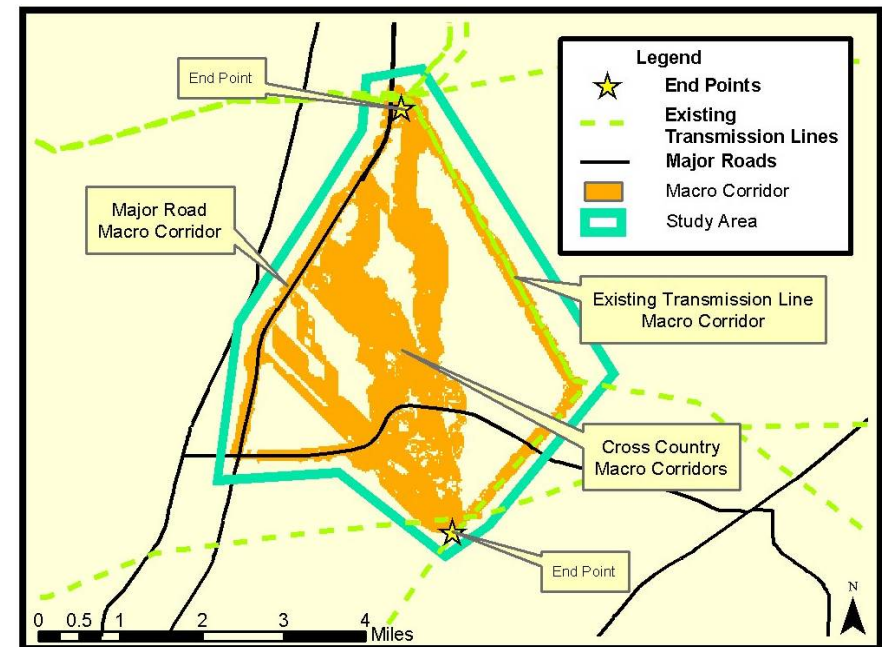 Legend
End Points
Existing
Transmission Lines
Major Roads
Macro Corridor
Study Area
End Point
Major Road
Macro Corridor
Existing Transmission Line
Macro Corridor
Cross Country
Macro Corridors
End Point
N
0 0.5 1 2 3 4
Miles